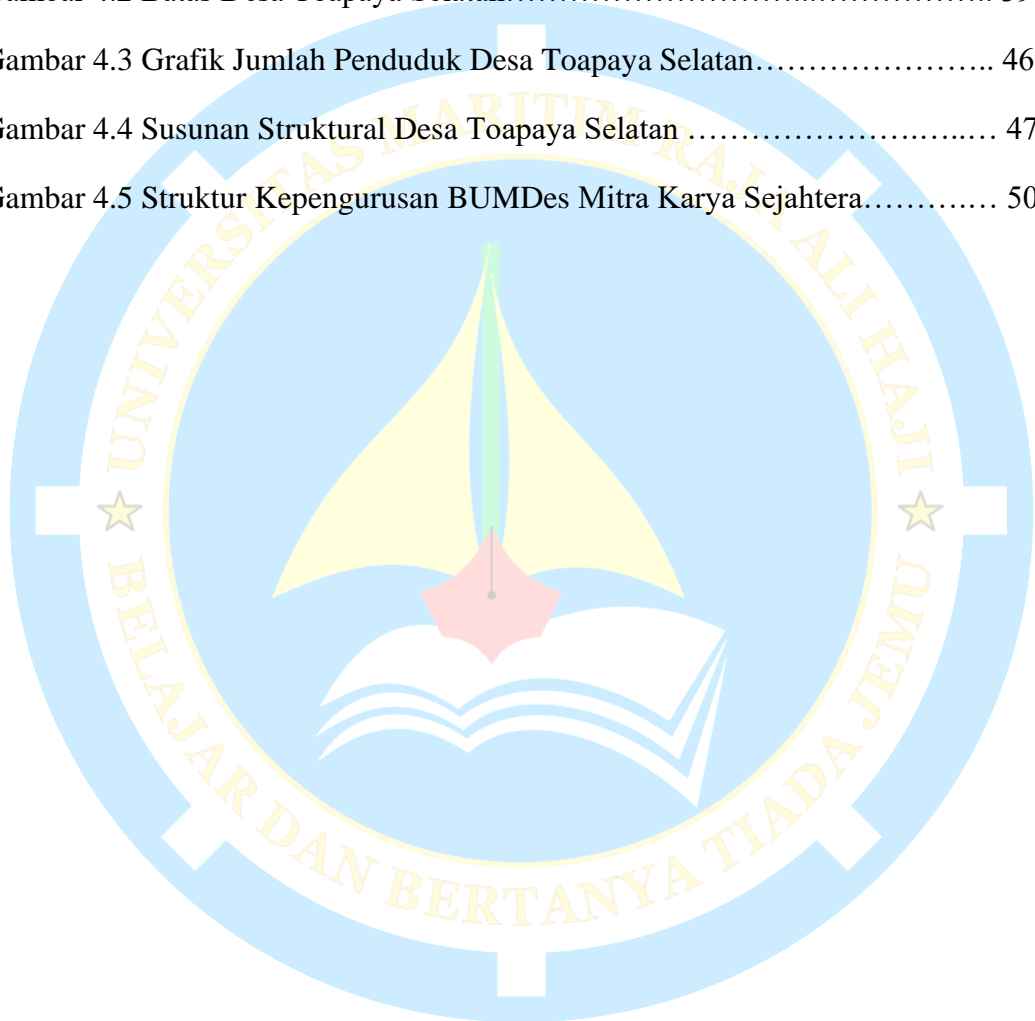 Gambar 4.3 Grafik Jumlah Penduduk Desa Toapaya Selatan………………….. 46
Gambar 4.4 Susunan Struktural Desa Toapaya Selatan ………………….…..… 47
Gambar 4.5 Struktur Kepengurusan BUMDes Mitra Karya Sejahtera……….… 50
UNIVERSITAS MARITIM RAJA ALI HAJI
BELAJAR DAN BERTANYA TIADA JEMU